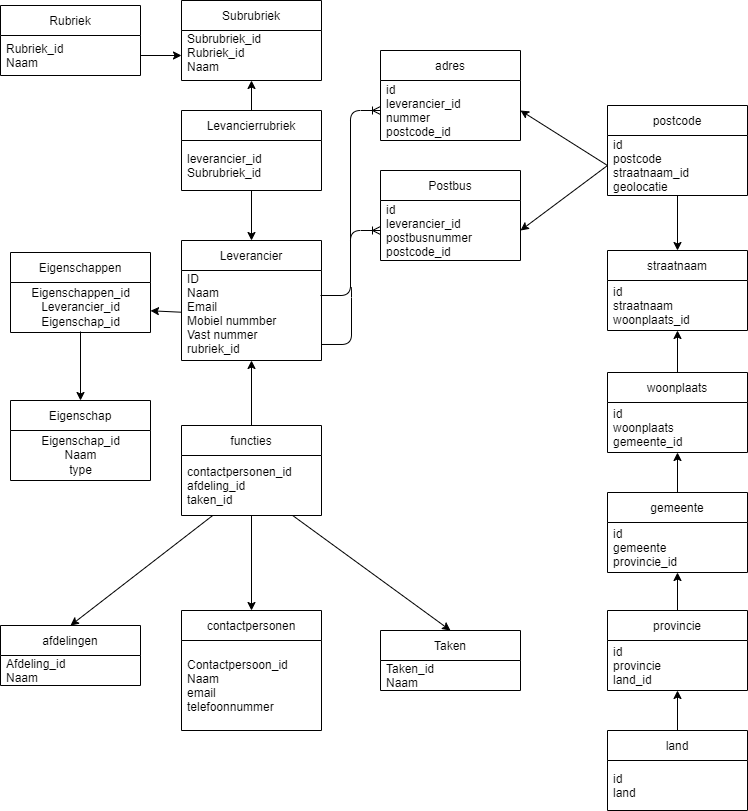 Rubriek
Rubriek_id
Naam
Subrubriek
Subrubriek_id
Rubriek_id
Naam
Levancierrubriek
leverancier_id
Subrubriek_id
adres
id
leverancier_id
nummer
postcode_id
Postbus
id
leverancier_id
postbusnummer
postcode_id
postcode
id
postcode
straatnaam_id
geolocatie
Eigenschappen
Eigenschappen_id
Leverancier_id
Eigenschap_id
Leverancier
ID
Naam
Email
Mobiel nummber
Vast nummer
rubriek_id
straatnaam
id
straatnaam
woonplaats_id
Eigenschap
Eigenschap_id
Naam
type
functies
contactpersonen_id
afdeling_id
taken_id
woonplaats
id
woonplaats
gemeente_id
gemeente
id
gemeente
provincie_id
afdelingen
Afdeling_id
Naam
contactpersonen
Contactpersoon_id
Naam
email
telefoonnummer
Taken
Taken_id
Naam
provincie
id
provincie
land_id
land
id
land